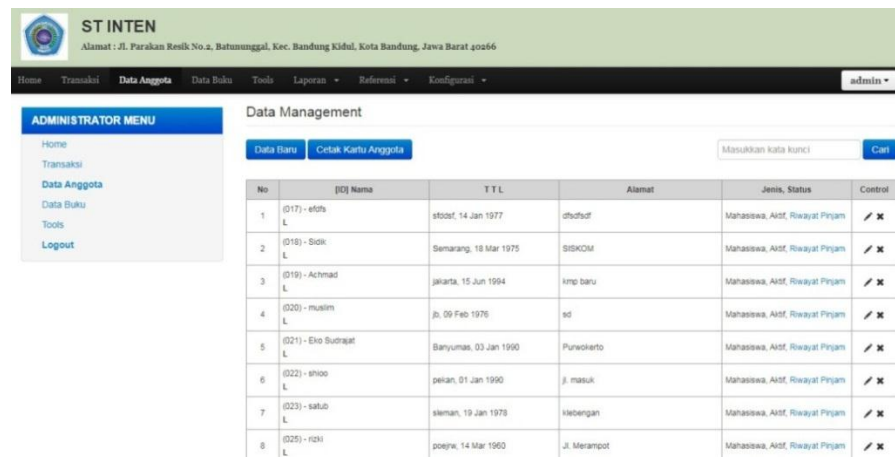 ST INTEN
Alamat : Jl. Parakan Resik No.2, Batununggal, Kec. Bandung Kidul, Kota Bandung, Jawa Barat 40266
Home Transaksi Data Anggota Data Buku Tools Laporan Referensi Konfigurasi admin
ADMINISTRATOR MENU
Home
Transaksi
Data Anggota
Data Buku
Tools
Logout
Data Management
Data Baru Cetak Kartu Anggota Masukkan kata kunci Cari
No [ID] Nama T T L Alamat Jenis, Status Control
1 (017) - efdfs stddsf, 14 Jan 1977 dfsdfsdf Mahasiswa, Aktif, Riwayat Pinjam
L
2 (018) - Sidik Semarang, 18 Mar 1975 SISKOM Mahasiswa, Aktif, Riwayat Pinjam
L
3 (019) - Achmad jakarta, 15 Jun 1994 kmp baru Mahasiswa, Aktif, Riwayat Pinjam
L
4 (020) - muslim jb, 09 Feb 1976 sd Mahasiswa, Aktif, Riwayat Pinjam
L
5 (021) - Eko Sudrajat Banyumas, 03 Jan 1990 Purwokerto Mahasiswa, Aktif, Riwayat Pinjam
L
6 (022) - shioo pekan, 01 Jan 1990 jl. masuk Mahasiswa, Aktif, Riwayat Pinjam
L
7 (023) - satub sleman, 19 Jan 1978 klebengan Mahasiswa, Aktif, Riwayat Pinjam
L
8 (025) - rizki poejrw, 14 Mar 1960 Jl. Merampot Mahasiswa, Aktif, Riwayat Pinjam
L